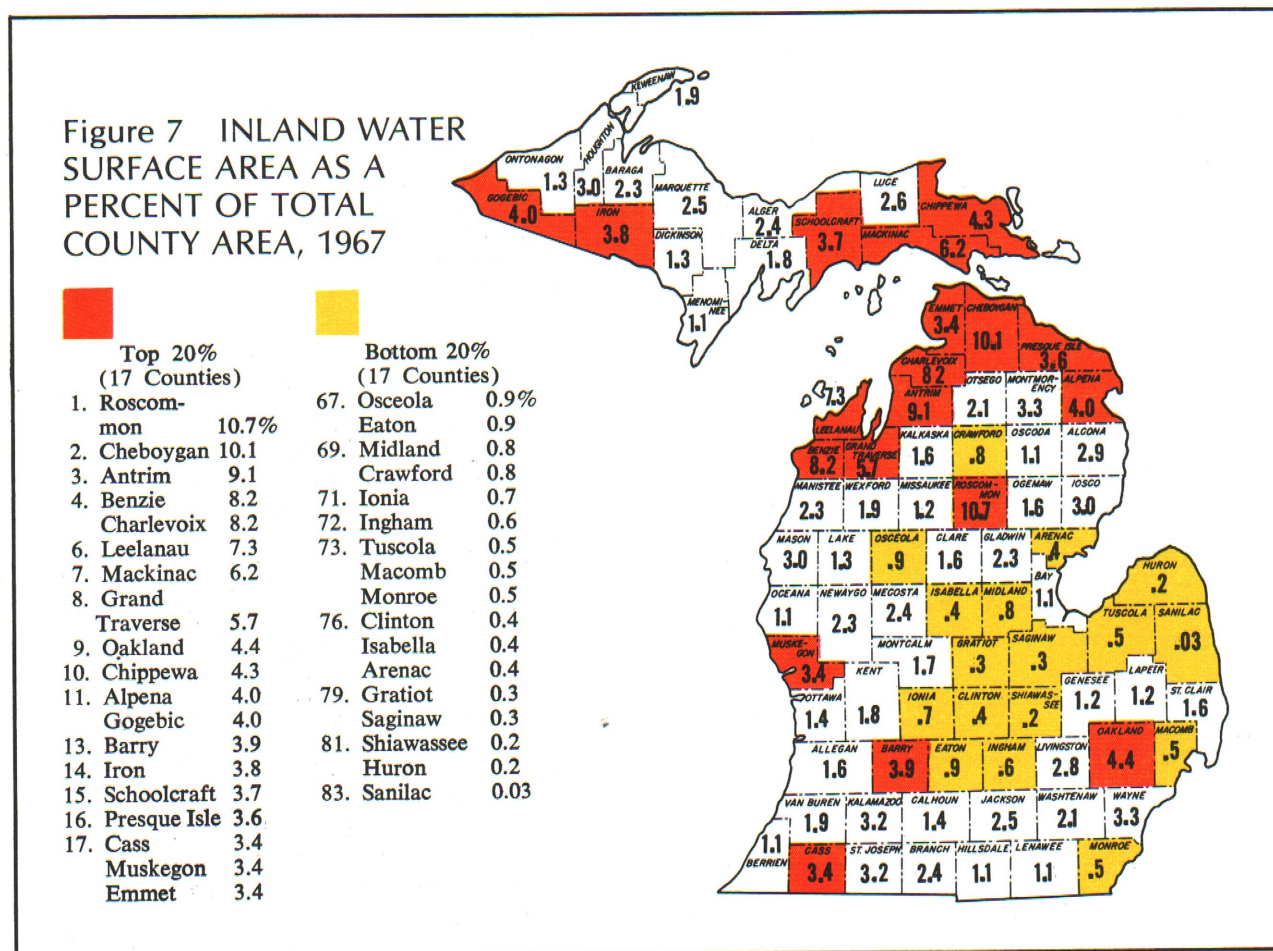 Figure 7 INLAND WATER
SURFACE AREA AS A
PERCENT OF TOTAL
COUNTY AREA, 1967
Top 20%
(17 Counties)
1. Roscom-
mon 10.7%
2. Cheboygan 10.1
3. Antrim 9.1
4. Benzie 8.2
Charlevoix 8.2
6. Leelanau 7.3
7. Mackinac 6.2
8. Grand
Traverse 5.7
9. Oakland 4.4
10. Chippewa 4.3
11. Alpena 4.0
Gogebic 4.0
13. Barry 3.9
14. Iron 3.8
15. Schoolcraft 3.7
16. Presque Isle 3.6
17. Cass 3.4
Muskegon 3.4
Emmet 3.4
Bottom 20%
(17 Counties)
67. Osceola 0.9%
Eaton 0.9
69. Midland 0.8
Crawford 0.8
71. Ionia 0.7
72. Ingham 0.6
73. Tuscola 0.5
Macomb 0.5
Monroe 0.5
76. Clinton 0.4
Isabella 0.4
Arenac 0.4
79. Gratiot 0.3
Saginaw 0.3
81. Shiawassee 0.2
Huron 0.2
83. Sanilac 0.03
KEWEENAW
1.9
HOUGHTON
3.0
ONTONAGON
1.3
BARAGA
2.3
GOGEBIC
4.0
IRON
3.8
MARQUETTE
2.5
DICKINSON
1.3
MENOMI-
NEE
1.1
ALGER
2.4
DELTA
1.8
SCHOOLCRAFT
3.7
LUCE
2.6
CHIPPEWA
4.3
MACKINAC
6.2
EMMET
3.4
CHEBOYGAN
10.1
PRESQUE ISLE
3.6
CHARLEVOIX
8 2
ANTRIM
9.1
OTSEGO
2.1
MONTMOR-
ENCY
3.3
ALPENA
4.0
7.3
LEELANAU
BENZIE
8.2
GRAND
TRAVERSE
5.7
KALKASKA
1.6
CRAWFORD
.8
OSCODA
1.1
ALCONA
2.9
MANISTEE
2.3
WEXFORD
1.9
MISSAUKEE
1.2
ROSCOM-
MON
10.7
OGEMAW
1.6
IOSCO
3.0
MASON
3.0
LAKE
1.3
OSCEOLA
.9
CLARE
1.6
GLADWIN
2.3
ARENAC
.4
OCEANA
1.1
NEWAYGO
2.3
MECOSTA
2.4
ISABELLA
.4
MIDLAND
.8
BAY
1.1
HURON
.2
TUSCOLA
.5
SANILAC
.03
MUSKE-
GON
3.4
MONTCALM
1.7
GRATIOT
.3
SAGINAW
.3
OTTAWA
1.4
KENT
1.8
IONIA
.7
CLINTON
.4
SHIAWAS-
SEE
.2
GENESEE
1.2
LAPEER
1.2
ST. CLAIR
1.6
ALLEGAN
1.6
BARRY
3.9
EATON
.9
INGHAM
.6
LIVINGSTON
2.8
OAKLAND
4.4
MACOMB
.5
VAN BUREN
1.9
KALAMAZOO
3.2
CALHOUN
1.4
JACKSON
2.5
WASHTENAW
2.1
WAYNE
3.3
1.1
BERRIEN
CASS
3.4
ST. JOSEPH
3.2
BRANCH
2.4
HILLSDALE
1.1
LENAWEE
1.1
MONROE
.5